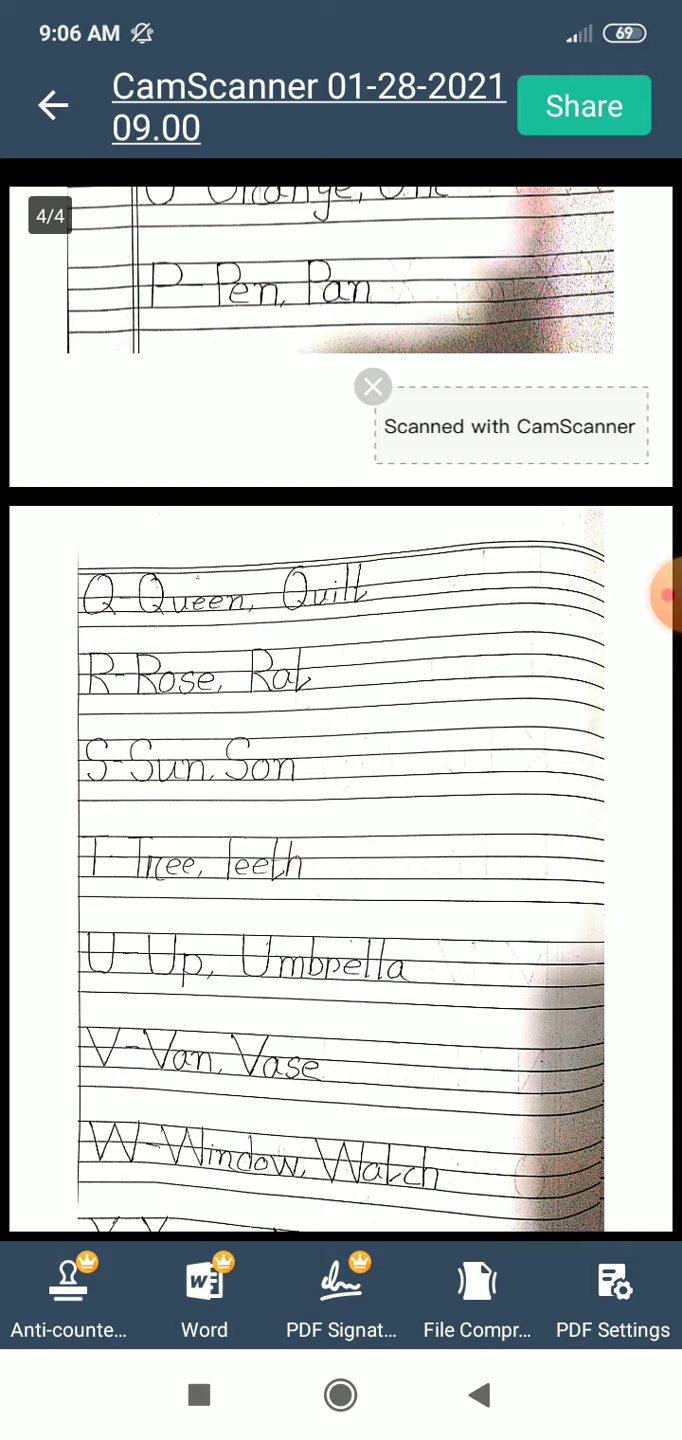 9:06 AM
69
CamScanner 01-28-2021
09.00
Share
4/4
O Orange,
P-Pen, Pan
Scanned with CamScanner
Q-Queen, Quilt
R-Rose, Rat
S-Sun, Son
T-Tree, Teeth
U-Up, Umbrella
V-Van, Vase
W-Window, Watch
Anti-counte... Word PDF Signat... File Compr... PDF Settings